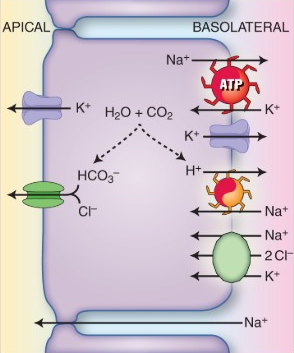 APICAL
BASOLATERAL
Na⁺
ATP
K⁺
K⁺
H₂O + CO₂
K⁺
H⁺
HCO₃⁻
Cl⁻
Na⁺
Na⁺
2 Cl⁻
K⁺
Na⁺